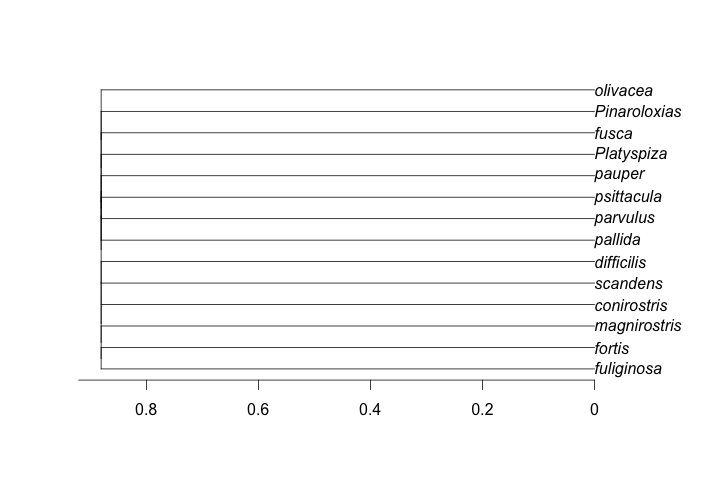 olivacea
Pinaroloxias
fusca
Platyspiza
pauper
psittacula
parvulus
pallida
difficilis
scandens
conirostris
magnirostris
fortis
fuliginosa
0.8 0.6 0.4 0.2 0